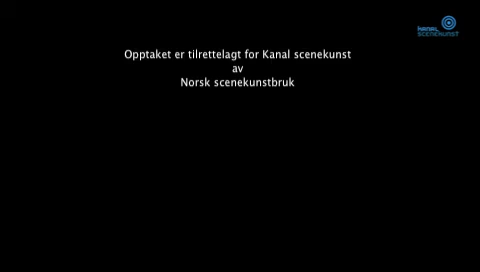 KANAL
SCENEKUNST
Opptaket er tilrettelagt for Kanal scenekunst
av
Norsk scenekunstbruk